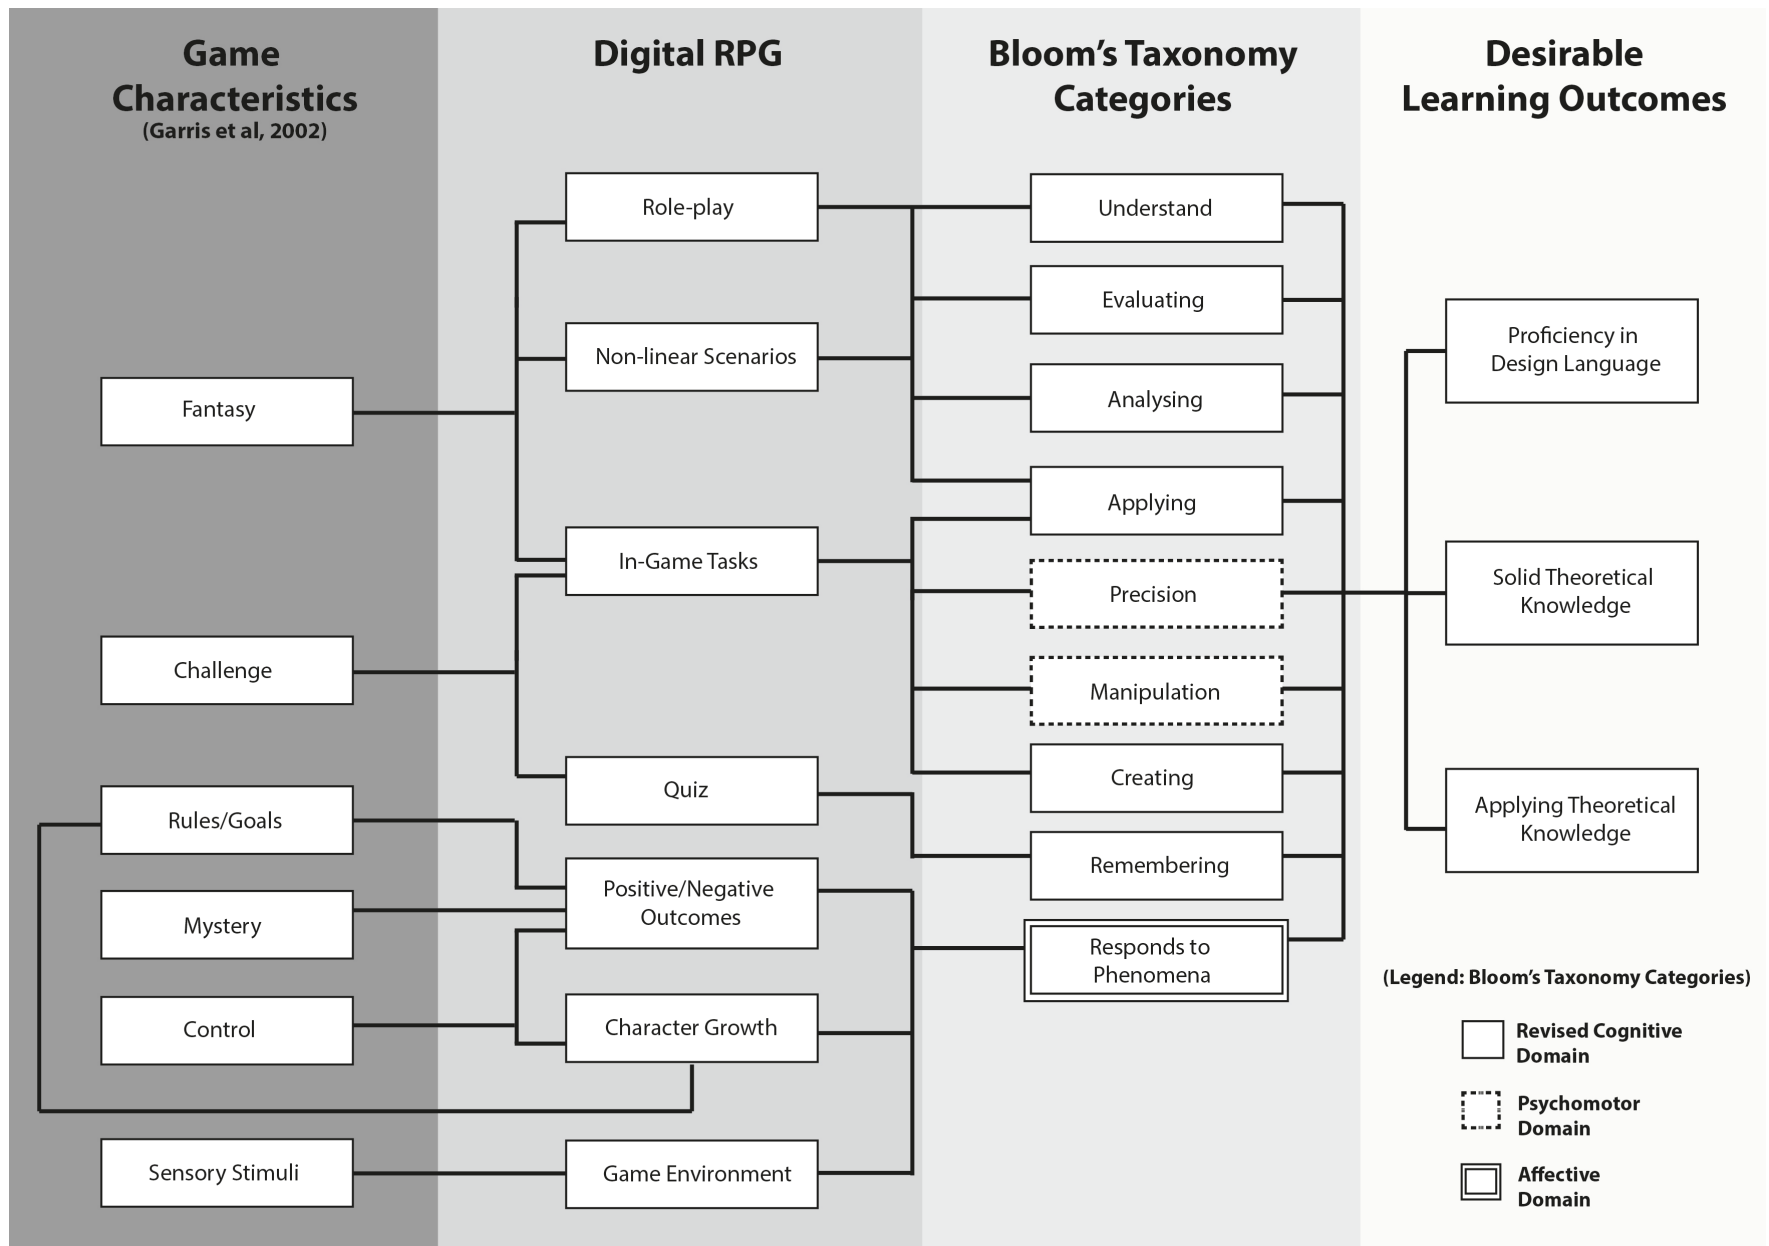 Game
Characteristics
(Garris et al, 2002)
Digital RPG
Bloom's Taxonomy
Categories
Desirable
Learning Outcomes
Fantasy
Challenge
Rules/Goals
Mystery
Control
Sensory Stimuli
Role-play
Non-linear Scenarios
In-Game Tasks
Quiz
Positive/Negative
Outcomes
Character Growth
Game Environment
Understand
Evaluating
Analysing
Applying
Precision
Manipulation
Creating
Remembering
Responds to
Phenomena
Proficiency in
Design Language
Solid Theoretical
Knowledge
Applying Theoretical
Knowledge
(Legend: Bloom's Taxonomy Categories)
Revised Cognitive
Domain
Psychomotor
Domain
Affective
Domain